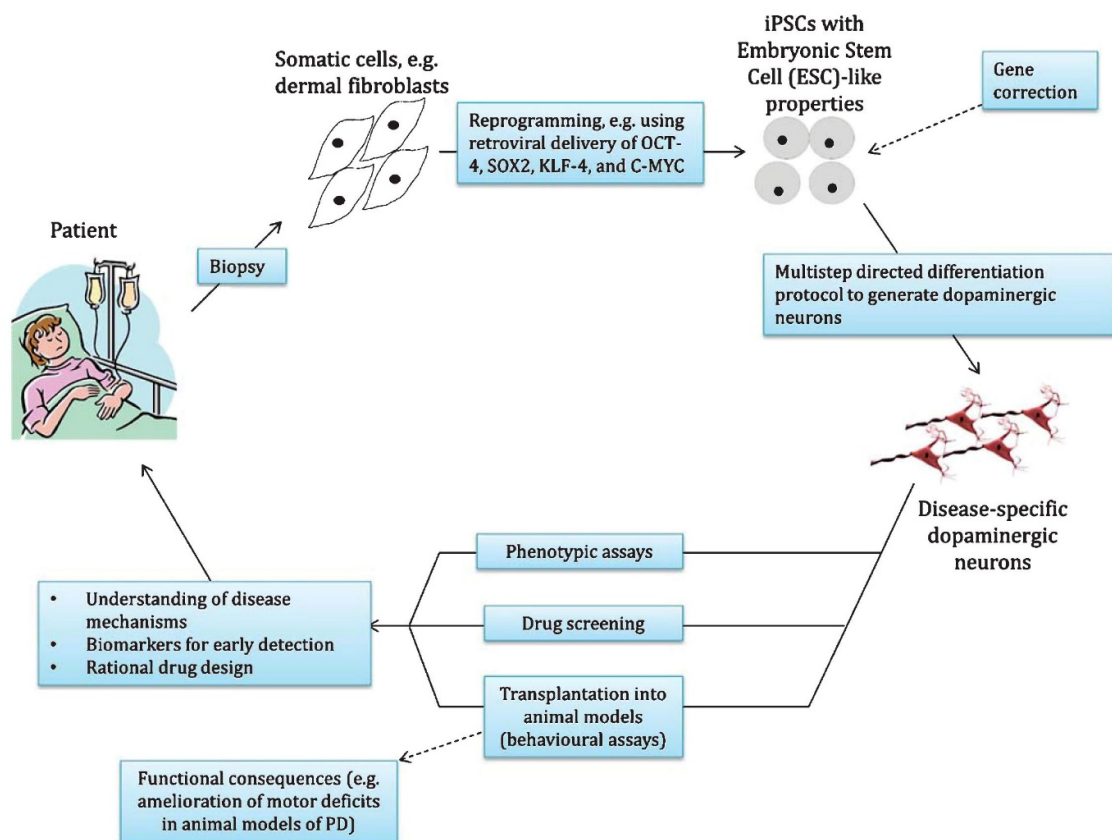 Patient
Biopsy
Somatic cells, e.g.
dermal fibroblasts
Reprogramming, e.g. using
retroviral delivery of OCT-
4, SOX2, KLF-4, and C-MYC
iPSCs with
Embryonic Stem
Cell (ESC)-like
properties
Gene
correction
Multistep directed differentiation
protocol to generate dopaminergic
neurons
Disease-specific
dopaminergic
neurons
Phenotypic assays
Drug screening
Transplantation into
animal models
(behavioural assays)
Functional consequences (e.g.
amelioration of motor deficits
in animal models of PD)
• Understanding of disease
mechanisms
• Biomarkers for early detection
• Rational drug design